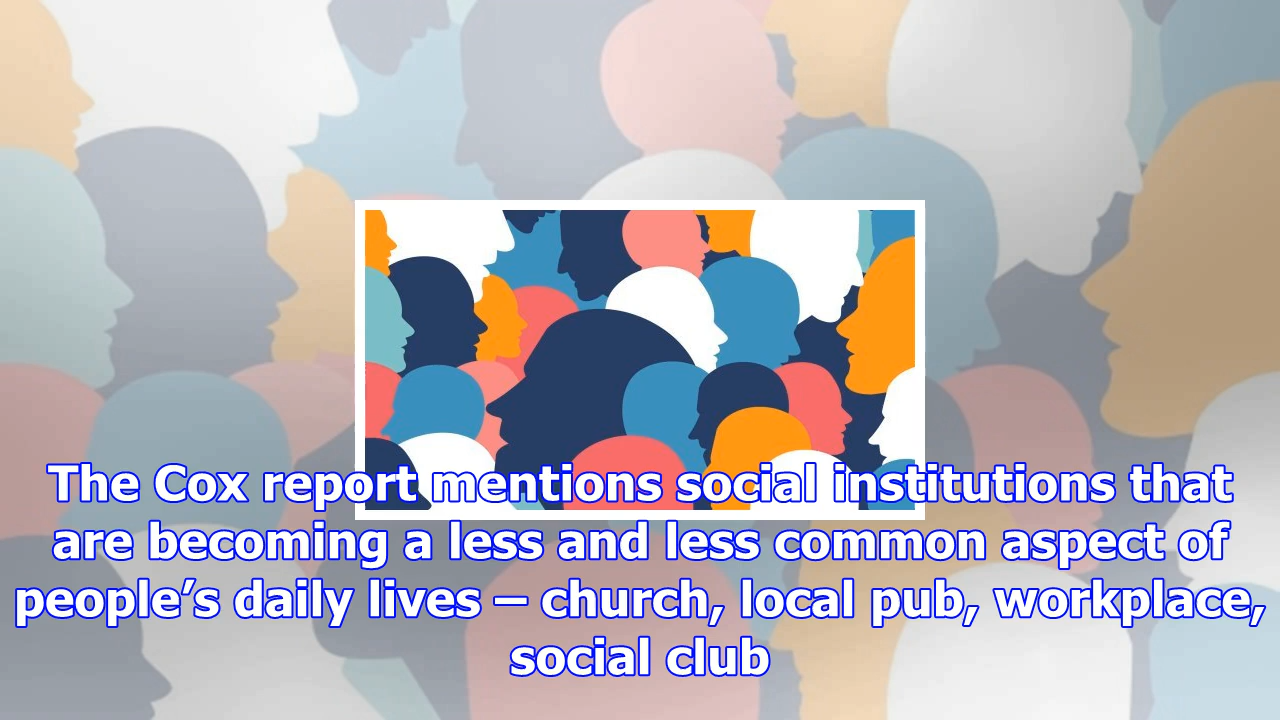 The Cox report mentions social institutions that
are becoming a less and less common aspect of
people’s daily lives – church, local pub, workplace,
social club